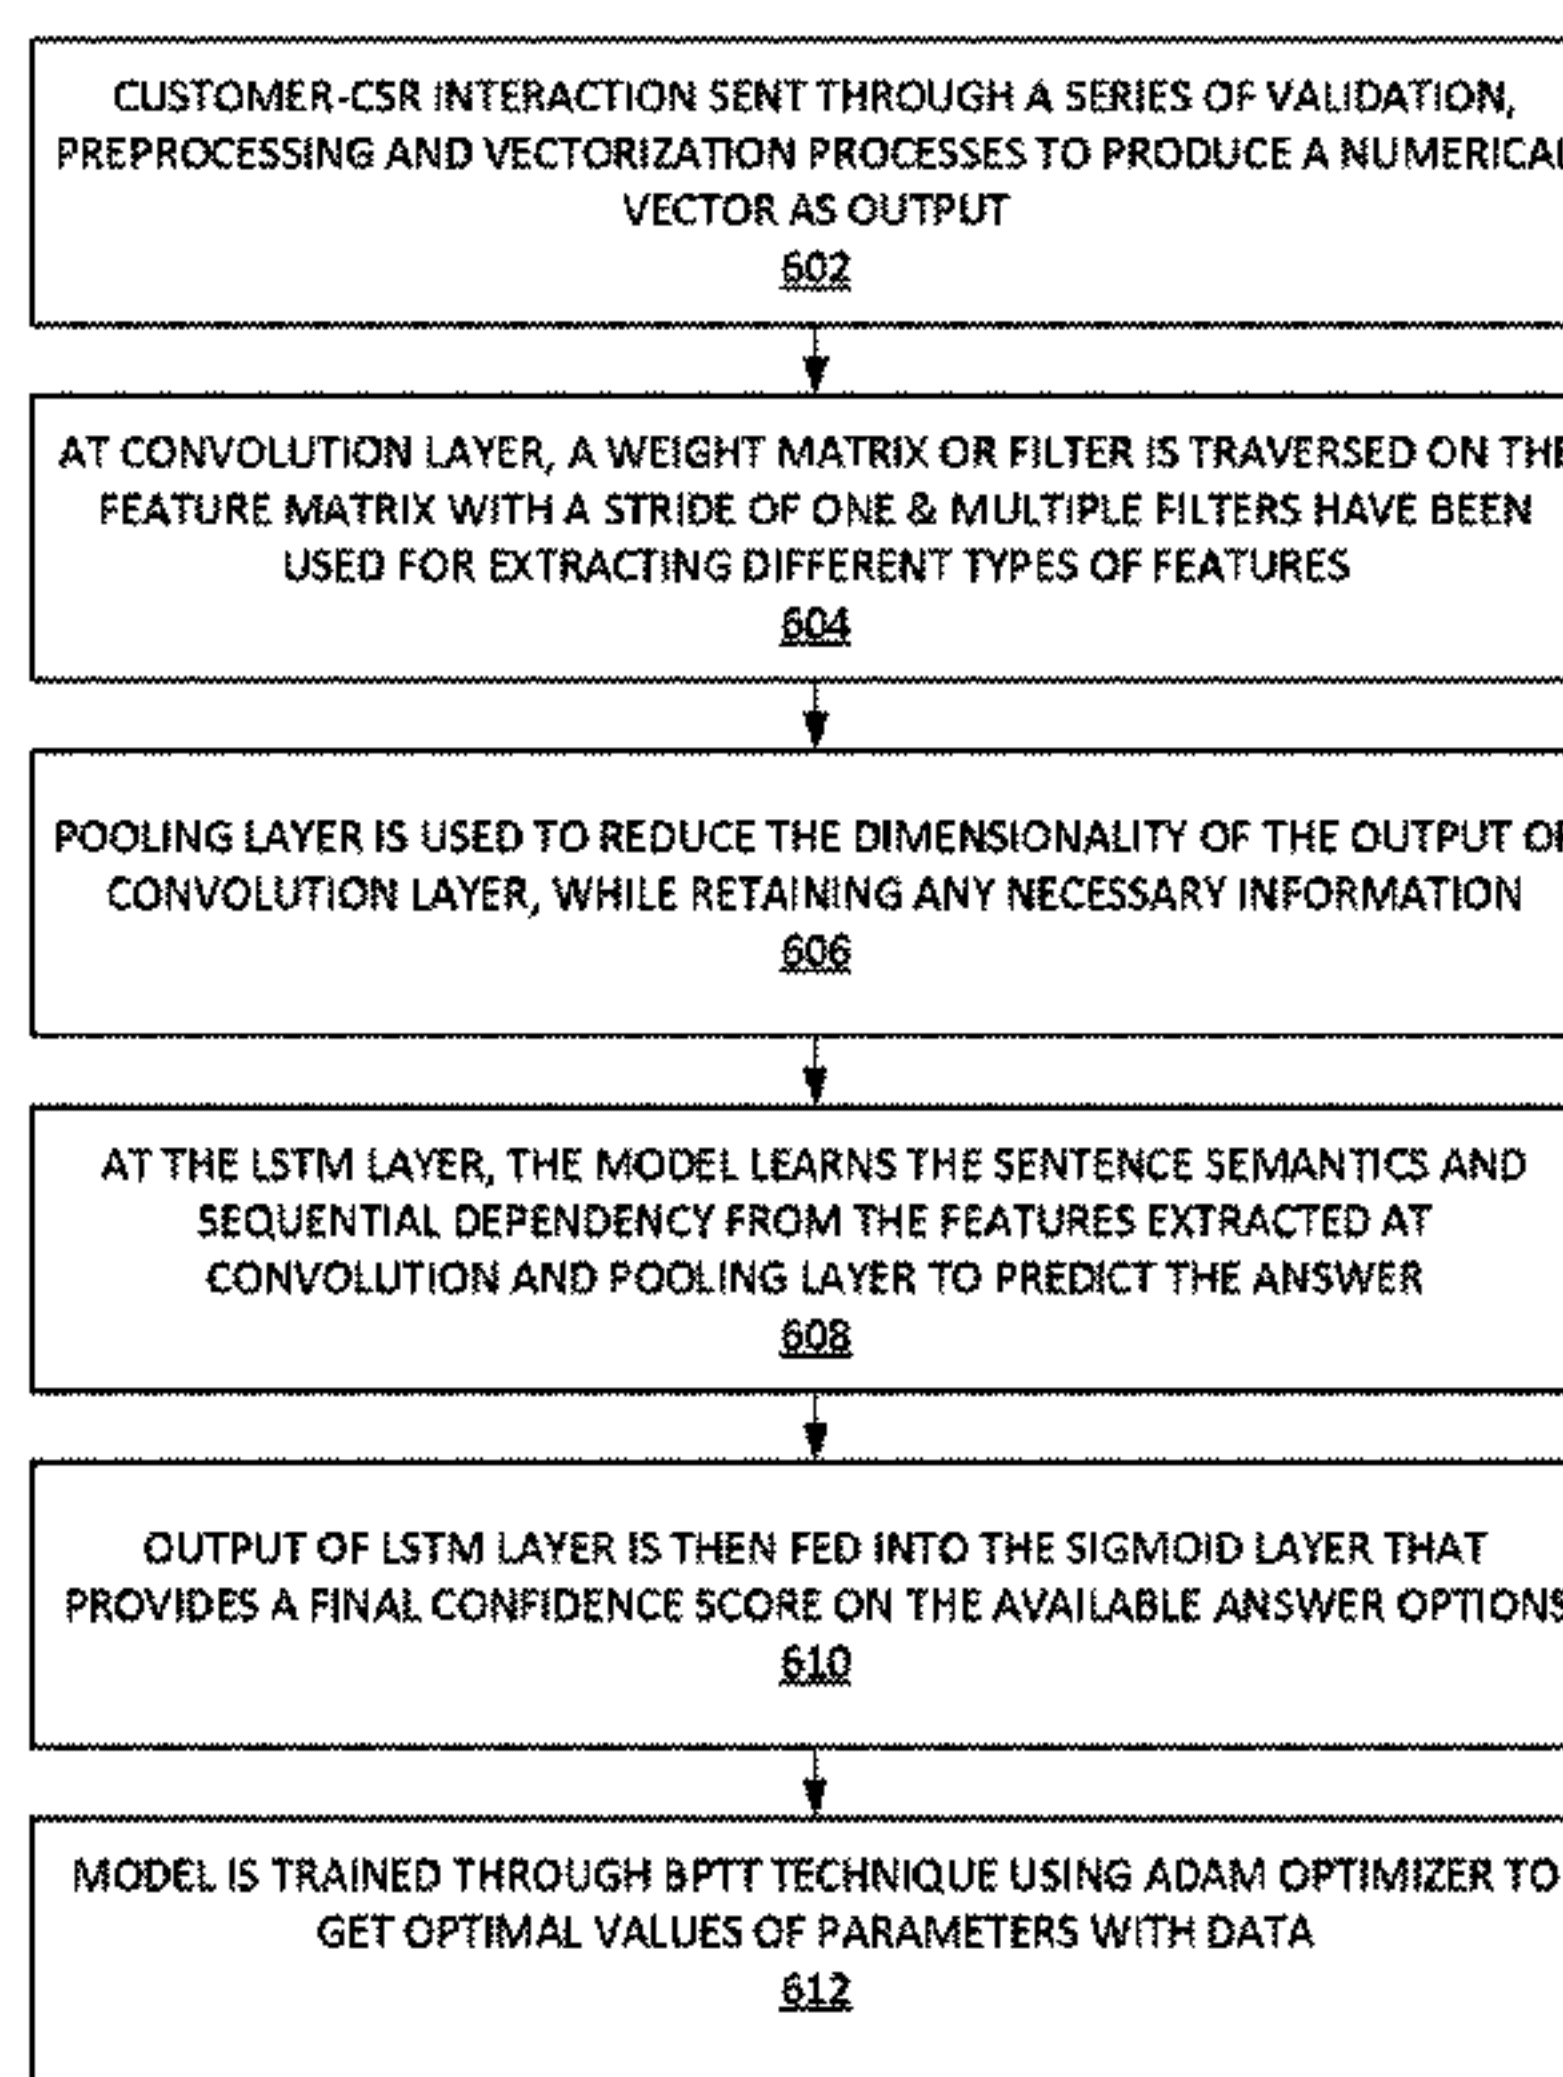 CUSTOMER-CSR INTERACTION SENT THROUGH A SERIES OF VALIDATION,
PREPROCESSING AND VECTORIZATION PROCESSES TO PRODUCE A NUMERICAL
VECTOR AS OUTPUT
602
AT CONVOLUTION LAYER, A WEIGHT MATRIX OR FILTER IS TRAVERSED ON THE
FEATURE MATRIX WITH A STRIDE OF ONE & MULTIPLE FILTERS HAVE BEEN
USED FOR EXTRACTING DIFFERENT TYPES OF FEATURES
604
POOLING LAYER IS USED TO REDUCE THE DIMENSIONALITY OF THE OUTPUT OF
CONVOLUTION LAYER, WHILE RETAINING ANY NECESSARY INFORMATION
606
AT THE LSTM LAYER, THE MODEL LEARNS THE SENTENCE SEMANTICS AND
SEQUENTIAL DEPENDENCY FROM THE FEATURES EXTRACTED AT
CONVOLUTION AND POOLING LAYER TO PREDICT THE ANSWER
608
OUTPUT OF LSTM LAYER IS THEN FED INTO THE SIGMOID LAYER THAT
PROVIDES A FINAL CONFIDENCE SCORE ON THE AVAILABLE ANSWER OPTIONS
610
MODEL IS TRAINED THROUGH BPTT TECHNIQUE USING ADAM OPTIMIZER TO
GET OPTIMAL VALUES OF PARAMETERS WITH DATA
612